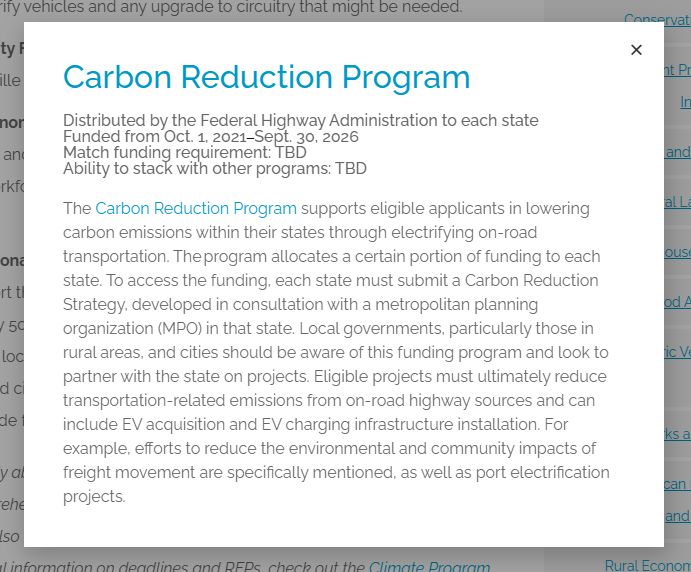 rify vehicles and any upgrade to circuitry that might be needed.
Conservat
×
Carbon Reduction Program
Distributed by the Federal Highway Administration to each state
Funded from Oct. 1, 2021–Sept. 30, 2026
Match funding requirement: TBD
Ability to stack with other programs: TBD
The Carbon Reduction Program supports eligible applicants in lowering
carbon emissions within their states through electrifying on-road
transportation. The program allocates a certain portion of funding to each
state. To access the funding, each state must submit a Carbon Reduction
Strategy, developed in consultation with a metropolitan planning
organization (MPO) in that state. Local governments, particularly those in
rural areas, and cities should be aware of this funding program and look to
partner with the state on projects. Eligible projects must ultimately reduce
transportation-related emissions from on-road highway sources and can
include EV acquisition and EV charging infrastructure installation. For
example, efforts to reduce the environmental and community impacts of
freight movement are specifically mentioned, as well as port electrification
projects.
al information on deadlines and RFPs, check out the Climate Program
Rural Econom